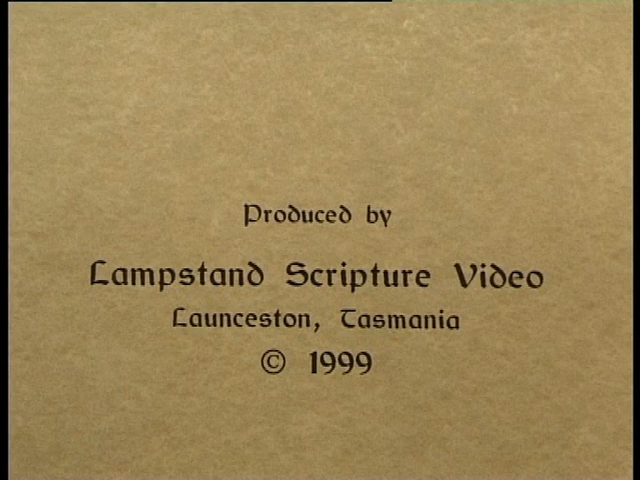 Produced by
Lampstand Scripture Video
Launceston, Tasmania
© 1999